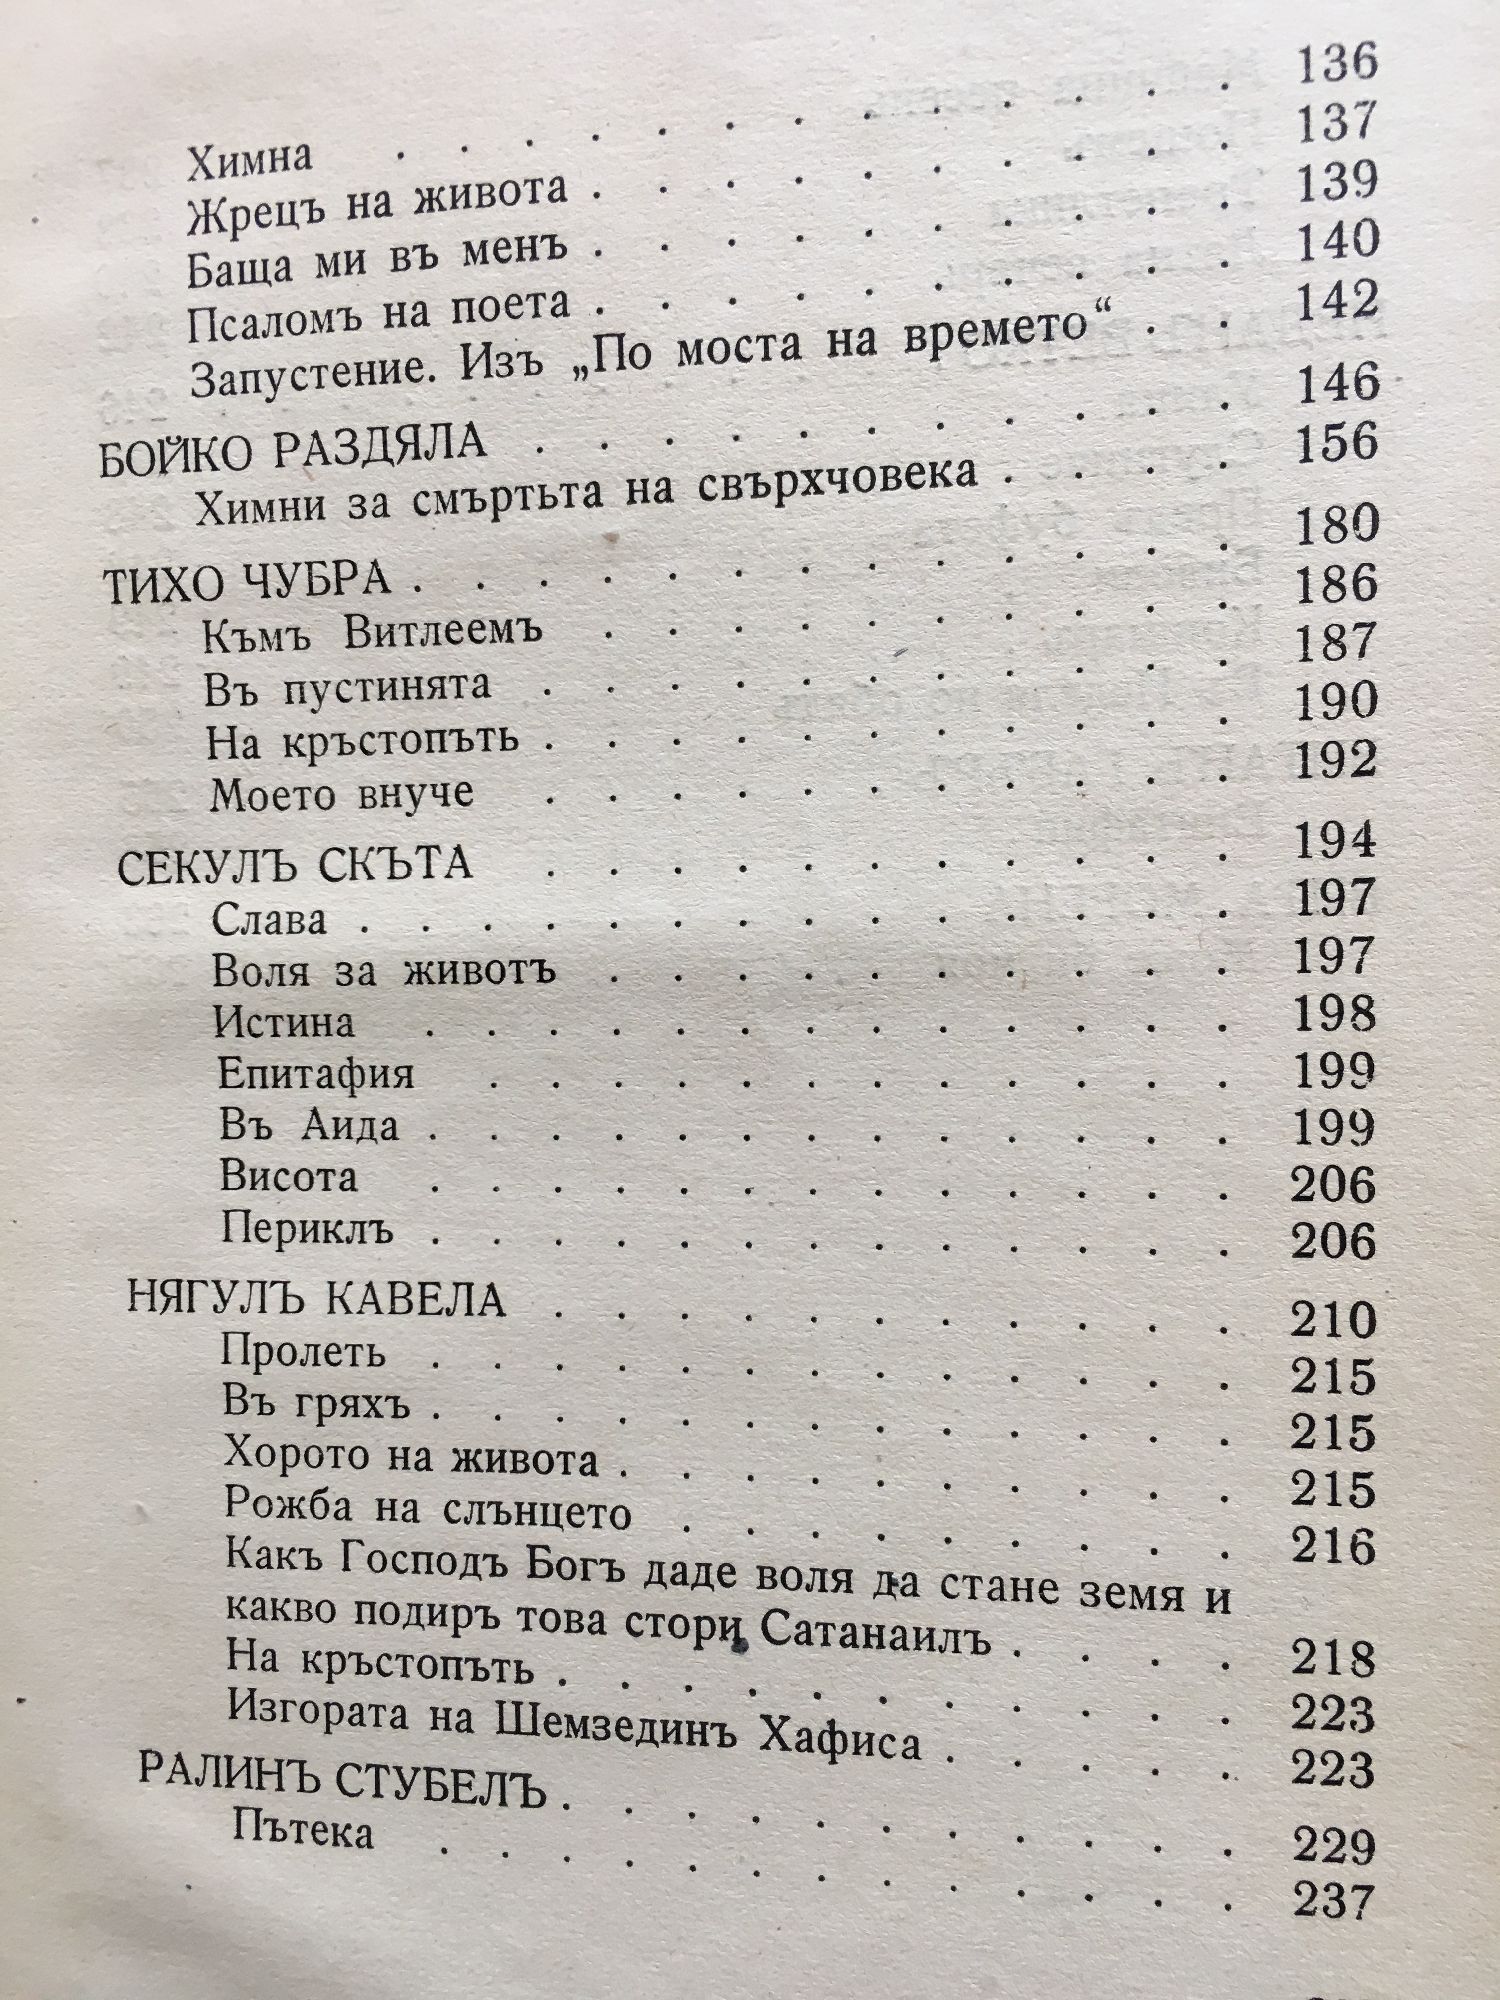 Химна . . . . . . . . . . . . . . 136
Жрецъ на живота . . . . . . . . . . 137
Баща ми въ менъ . . . . . . . . . . 139
Псаломъ на поета . . . . . . . . . . 140
Запустение. Изъ „По моста на времето“ . . 142
БОЙКО РАЗДЯЛА . . . . . . . . . . . 146
Химни за смъртьта на свърхчовека . . . . 156
ТИХО ЧУБРА . . . . . . . . . . . . . 180
Къмъ Витлеемъ . . . . . . . . . . 186
Въ пустинята . . . . . . . . . . . 187
На кръстопъть . . . . . . . . . . . 190
Моето внуче . . . . . . . . . . . 192
СЕКУЛЪ СКЪТА . . . . . . . . . . . 194
Слава . . . . . . . . . . . . . . 197
Воля за животъ . . . . . . . . . . 197
Истина . . . . . . . . . . . . . 198
Епитафия . . . . . . . . . . . . 199
Въ Аида . . . . . . . . . . . . . 199
Висота . . . . . . . . . . . . . 206
Периклъ . . . . . . . . . . . . . 206
НЯГУЛЪ КАВЕЛА . . . . . . . . . . . 210
Пролеть . . . . . . . . . . . . . 215
Въ гряхъ . . . . . . . . . . . . . 215
Хорото на живота . . . . . . . . . . 215
Рожба на слънцето . . . . . . . . . 216
Какъ Господъ Богъ даде воля да стане земя и
какво подиръ това стори Сатанаилъ . . . . 218
На кръстопъть . . . . . . . . . . . 223
Изгората на Шемзединъ Хафиса . . . . . 223
РАЛИНЪ СТУБЕЛЪ . . . . . . . . . . . 229
Пътека . . . . . . . . . . . . . 237